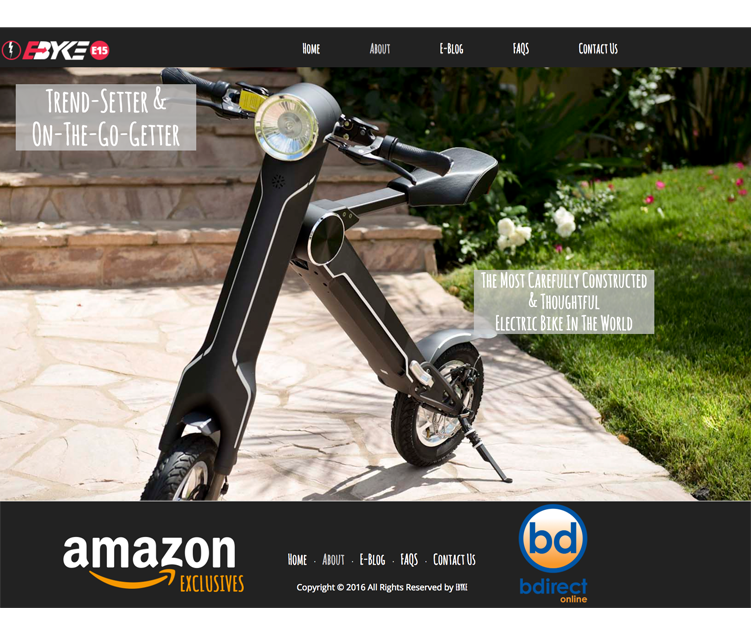 E-BYKE E15
Home
About
E-Blog
FAQS
Contact Us
Trend-Setter &
On-The-Go-Getter
The Most Carefully Constructed
& Thoughtful
Electric Bike In The World
amazon
EXCLUSIVES
Home · About · E-Blog · FAQS · Contact Us
Copyright © 2016 All Rights Reserved by
bd
bdirect
online